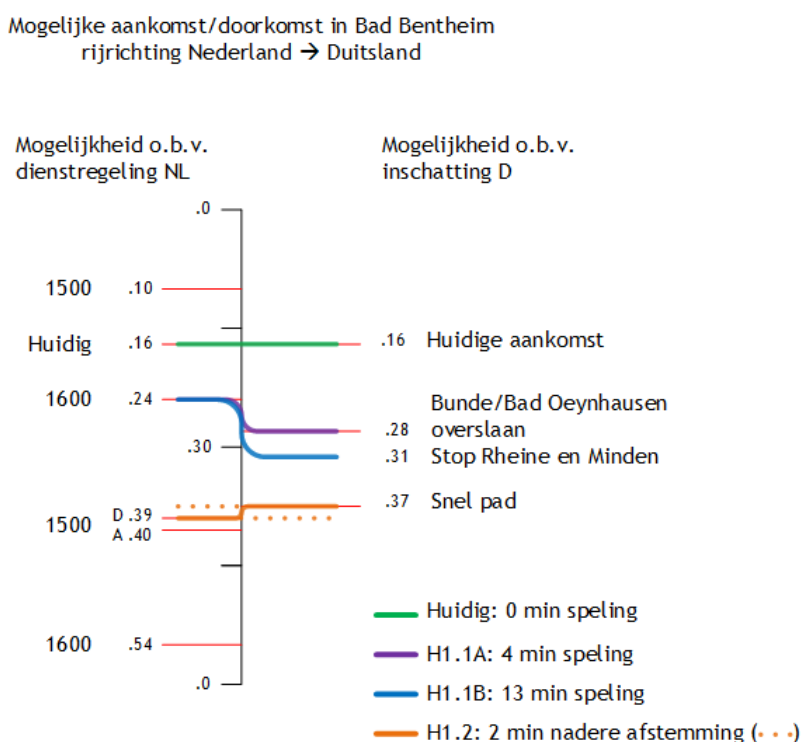 Mogelijke aankomst/doorkomst in Bad Bentheim
rijrichting Nederland → Duitsland
Mogelijkheid o.b.v.
dienstregeling NL
Mogelijkheid o.b.v.
inschatting D
.0
1500 .10
Huidig .16
.16 Huidige aankomst
1600 .24
Bunde/Bad Oeynhausen
.28 overslaan
.30
.31 Stop Rheine en Minden
.37 Snel pad
D .39
1500
A .40
1600 .54
.0
Huidig: 0 min speling
H1.1A: 4 min speling
H1.1B: 13 min speling
H1.2: 2 min nadere afstemming (· · ·)